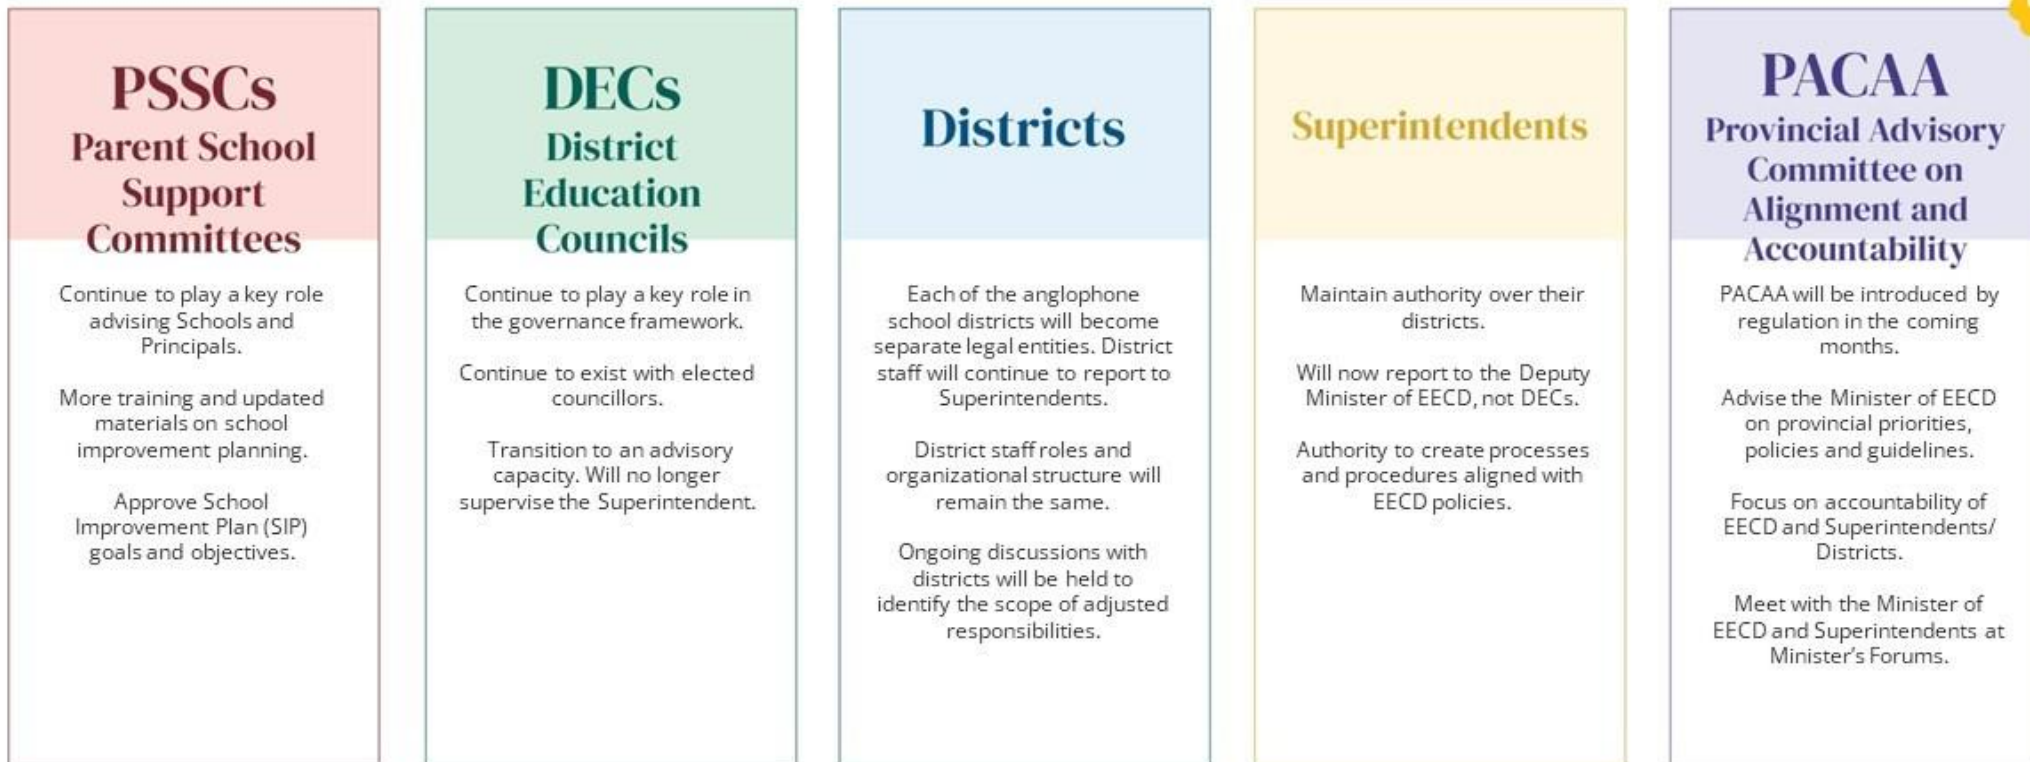 PSSCs
Parent School
Support
Committees
Continue to play a key role
advising Schools and
Principals.
More training and updated
materials on school
improvement planning.
Approve School
Improvement Plan (SIP)
goals and objectives.
DECs
District
Education
Councils
Continue to play a key role in
the governance framework.
Continue to exist with elected
councillors.
Transition to an advisory
capacity. Will no longer
supervise the Superintendent.
Districts
Each of the anglophone
school districts will become
separate legal entities. District
staff will continue to report to
Superintendents.
District staff roles and
organizational structure will
remain the same.
Ongoing discussions with
districts will be held to
identify the scope of adjusted
responsibilities.
Superintendents
Maintain authority over their
districts.
Will now report to the Deputy
Minister of EECD, not DECs.
Authority to create processes
and procedures aligned with
EECD policies.
PACAA
Provincial Advisory
Committee on
Alignment and
Accountability
PACAA will be introduced by
regulation in the coming
months.
Advise the Minister of EECD
on provincial priorities,
policies and guidelines.
Focus on accountability of
EECD and Superintendents/
Districts.
Meet with the Minister of
EECD and Superintendents at
Minister’s Forums.